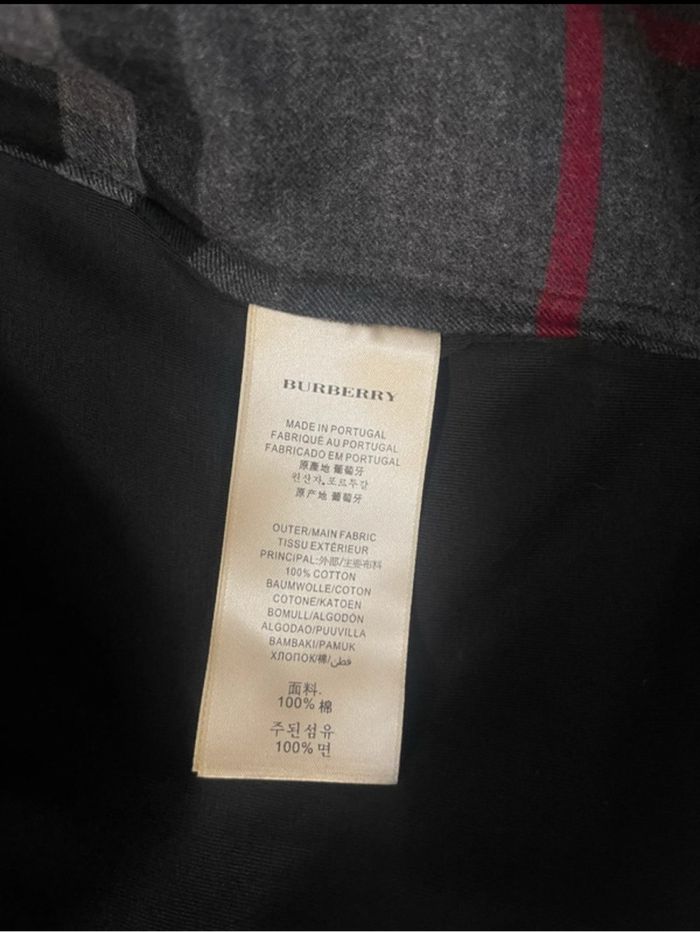 BURBERRY
MADE IN PORTUGAL
FABRIQUÉ AU PORTUGAL
FABRICADO EM PORTUGAL
原產地 葡萄牙
원산자.포르투갈
原产地 葡萄牙
OUTER/MAIN FABRIC
TISSU EXTÉRIEUR
PRINCIPAL:外部/主要布料
100% COTTON
BAUMWOLLE/COTON
COTONE/KATOEN
BOMULL/ALGODÓN
ALGODAO/PUUVILLA
BAMBAKI/PAMUK
ХЛОПОК/棉/قطن
面料.
100% 棉
주된섬유
100% 면